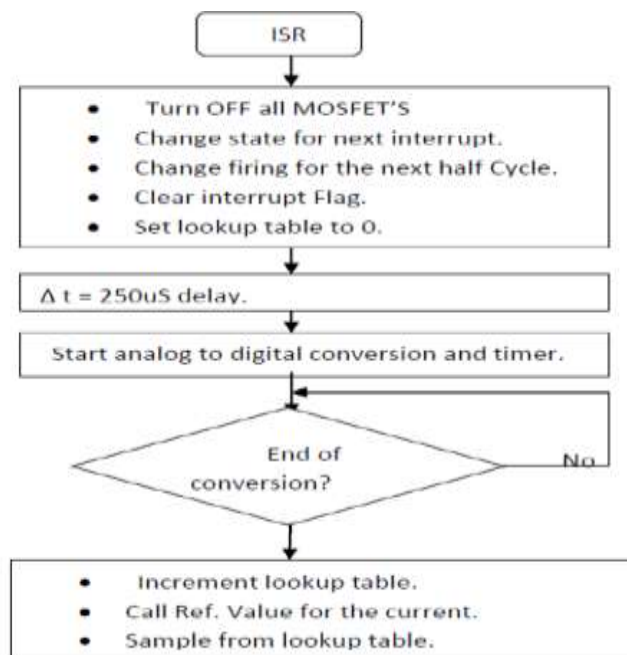 ISR
• Turn OFF all MOSFET'S
• Change state for next interrupt.
• Change firing for the next half Cycle.
• Clear interrupt Flag.
• Set lookup table to 0.
Δ t = 250uS delay.
Start analog to digital conversion and timer.
End of
conversion?
No
• Increment lookup table.
• Call Ref. Value for the current.
• Sample from lookup table.